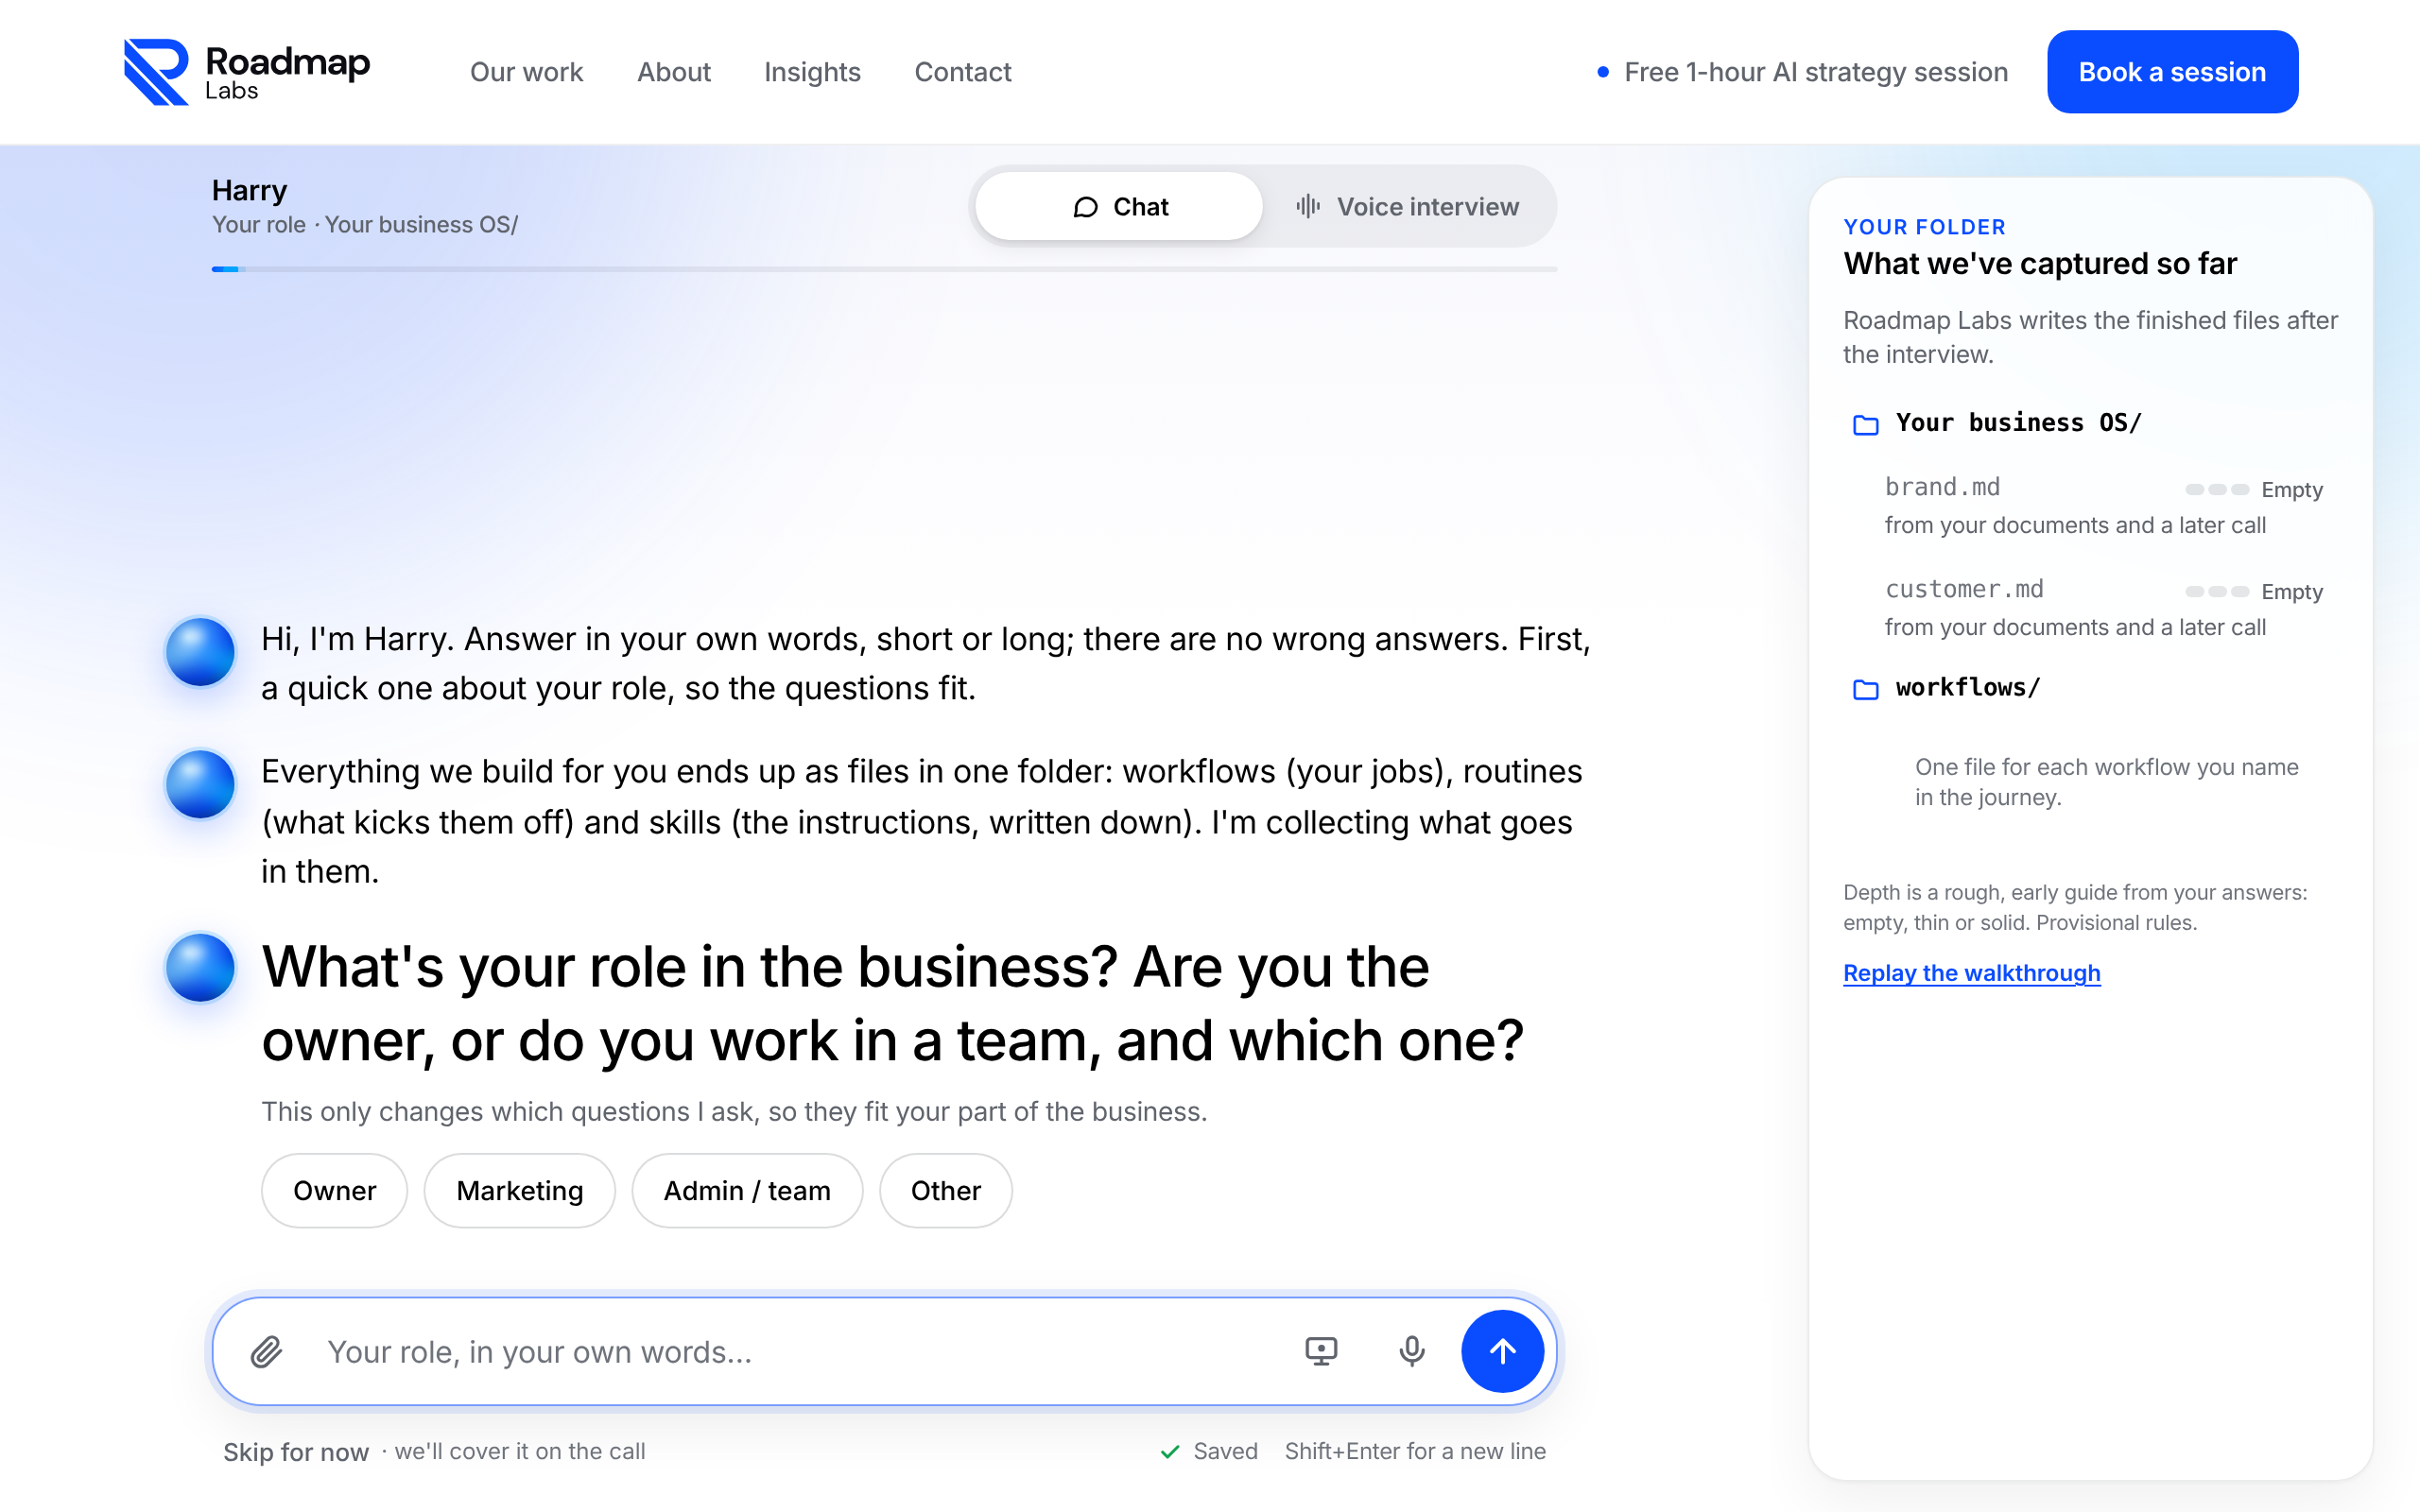 Roadmap
Labs
Our work
About
Insights
Contact
Free 1-hour AI strategy session
Book a session
Harry
Your role · Your business OS/
Chat
Voice interview
Hi, I'm Harry. Answer in your own words, short or long; there are no wrong answers. First,
a quick one about your role, so the questions fit.
Everything we build for you ends up as files in one folder: workflows (your jobs), routines
(what kicks them off) and skills (the instructions, written down). I'm collecting what goes
in them.
What's your role in the business? Are you the
owner, or do you work in a team, and which one?
This only changes which questions I ask, so they fit your part of the business.
Owner
Marketing
Admin / team
Other
Your role, in your own words...
Skip for now · we'll cover it on the call
Saved
Shift+Enter for a new line
YOUR FOLDER
What we've captured so far
Roadmap Labs writes the finished files after
the interview.
Your business OS/
brand.md
Empty
from your documents and a later call
customer.md
Empty
from your documents and a later call
workflows/
One file for each workflow you name
in the journey.
Depth is a rough, early guide from your answers:
empty, thin or solid. Provisional rules.
Replay the walkthrough